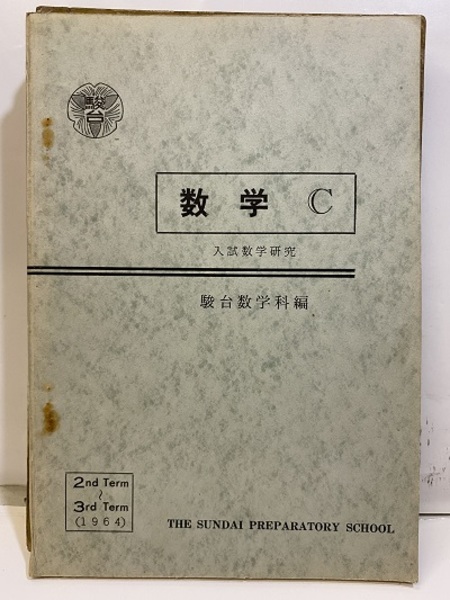 駿台
数学 C
入試数学研究
駿台数学科編
2nd Term
~
3rd Term
(1964)
THE SUNDAI PREPARATORY SCHOOL